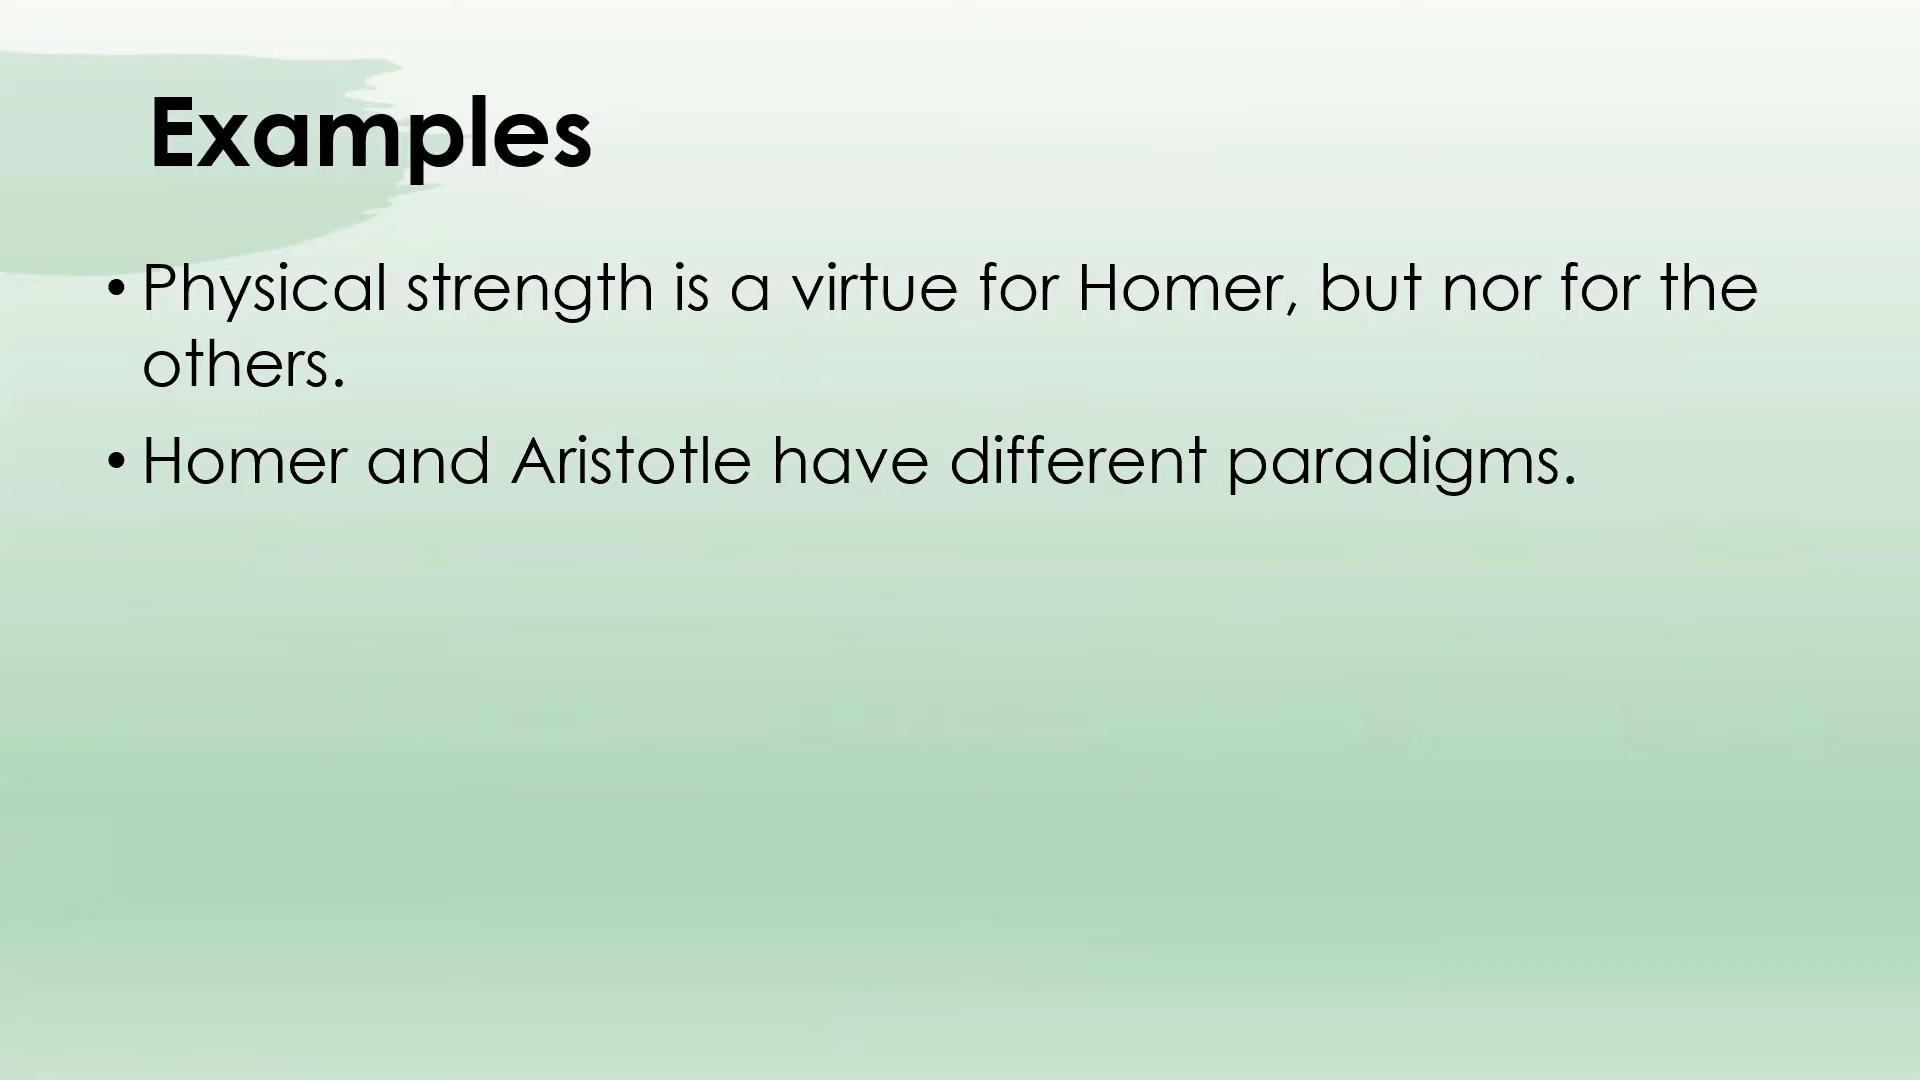 Examples
• Physical strength is a virtue for Homer, but nor for the
others.
• Homer and Aristotle have different paradigms.